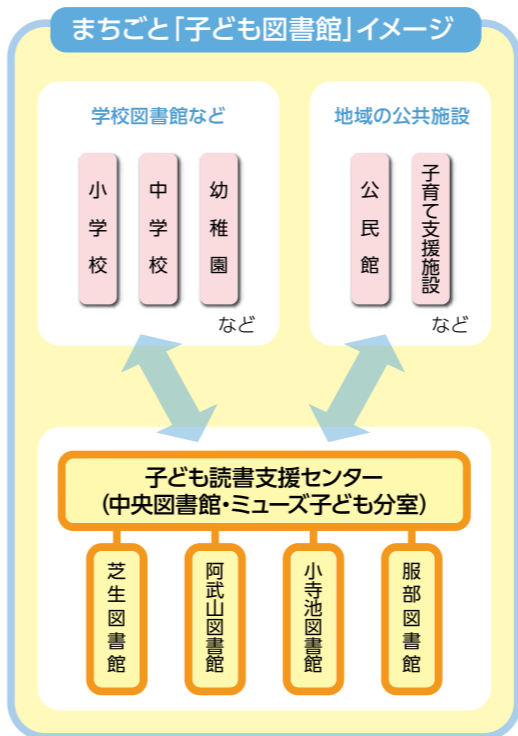 まちごと「子ども図書館」イメージ
学校図書館など
小学校
中学校
幼稚園
など
地域の公共施設
公民館
子育て支援施設
など
子ども読書支援センター
(中央図書館・ミューズ子ども分室)
芝生図書館
阿武山図書館
小寺池図書館
服部図書館